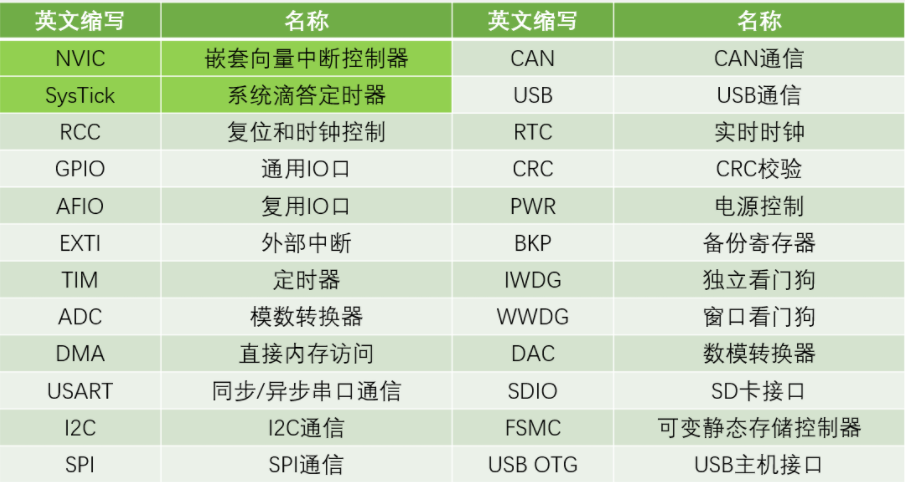 英文缩写 名称 英文缩写 名称
NVIC 嵌套向量中断控制器 CAN CAN通信
SysTick 系统滴答定时器 USB USB通信
RCC 复位和时钟控制 RTC 实时时钟
GPIO 通用IO口 CRC CRC校验
AFIO 复用IO口 PWR 电源控制
EXTI 外部中断 BKP 备份寄存器
TIM 定时器 IWDG 独立看门狗
ADC 模数转换器 WWDG 窗口看门狗
DMA 直接内存访问 DAC 数模转换器
USART 同步/异步串口通信 SDIO SD卡接口
I2C I2C通信 FSMC 可变静态存储控制器
SPI SPI通信 USB OTG USB主机接口